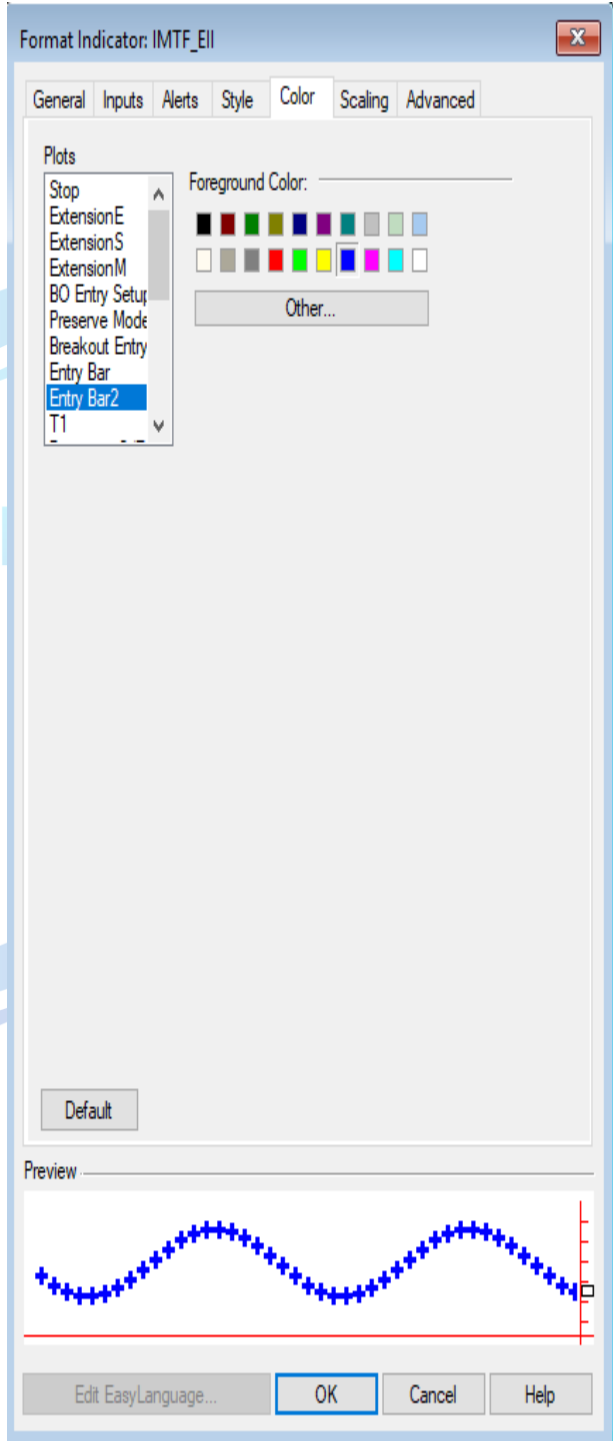 Format Indicator: IMTF_EII
General Inputs Alerts Style Color Scaling Advanced
Plots
Foreground Color:
Stop
ExtensionE
ExtensionS
ExtensionM
BO Entry Setup
Preserve Mode
Breakout Entry
Entry Bar
Entry Bar2
T1
Other...
Default
Preview
Edit EasyLanguage... OK Cancel Help